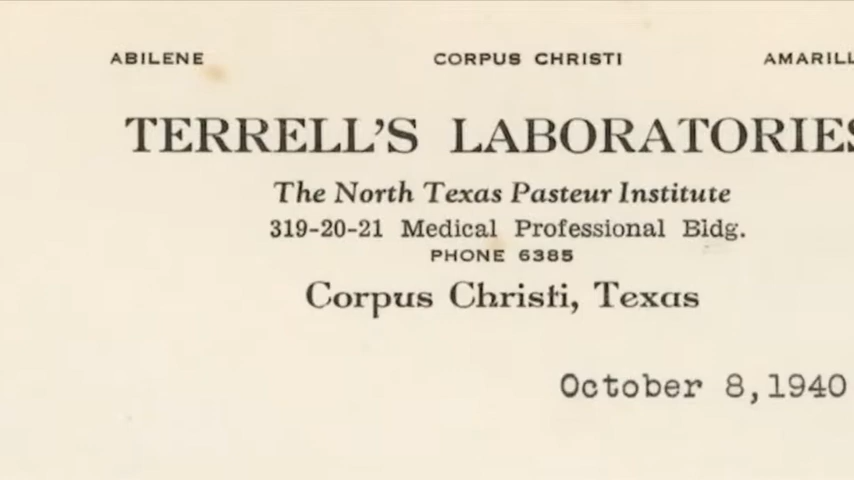 ABILENE CORPUS CHRISTI AMARILL
TERRELL'S LABORATORIES
The North Texas Pasteur Institute
319-20-21 Medical Professional Bldg.
PHONE 6385
Corpus Christi, Texas
October 8,1940